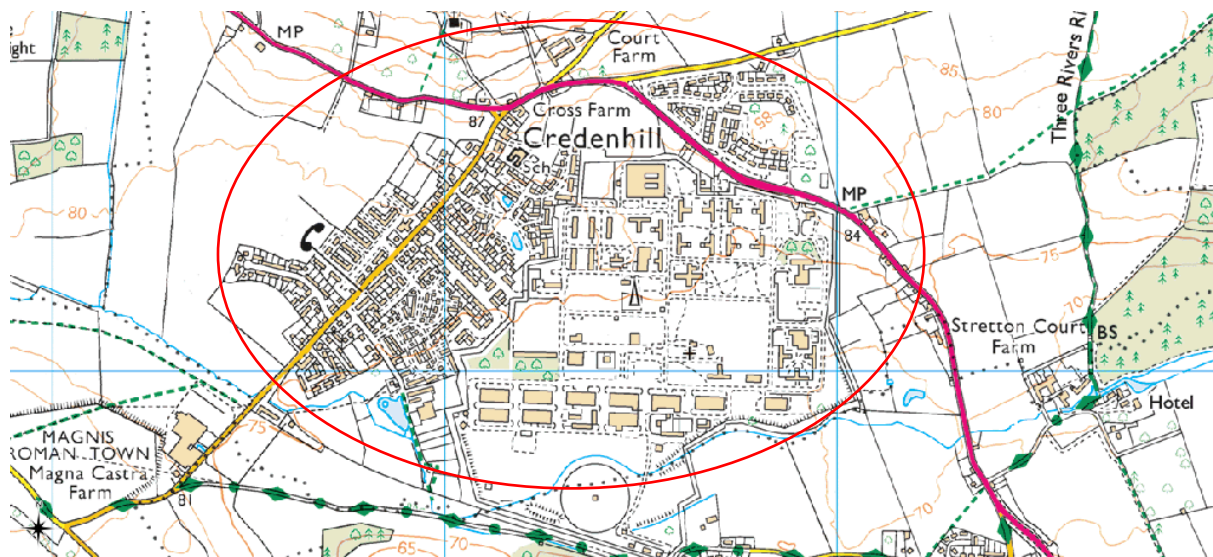 MP
Court
Farm
ight
87
Cross Farm
Credenhill
Sch
85
85
80
Three Rivers Ri
MP
84
80
75
70
Stretton Court
Farm
BS
Hotel
75
MAGNIS
ROMAN TOWN
Magna Castra
Farm
81
65
70
70